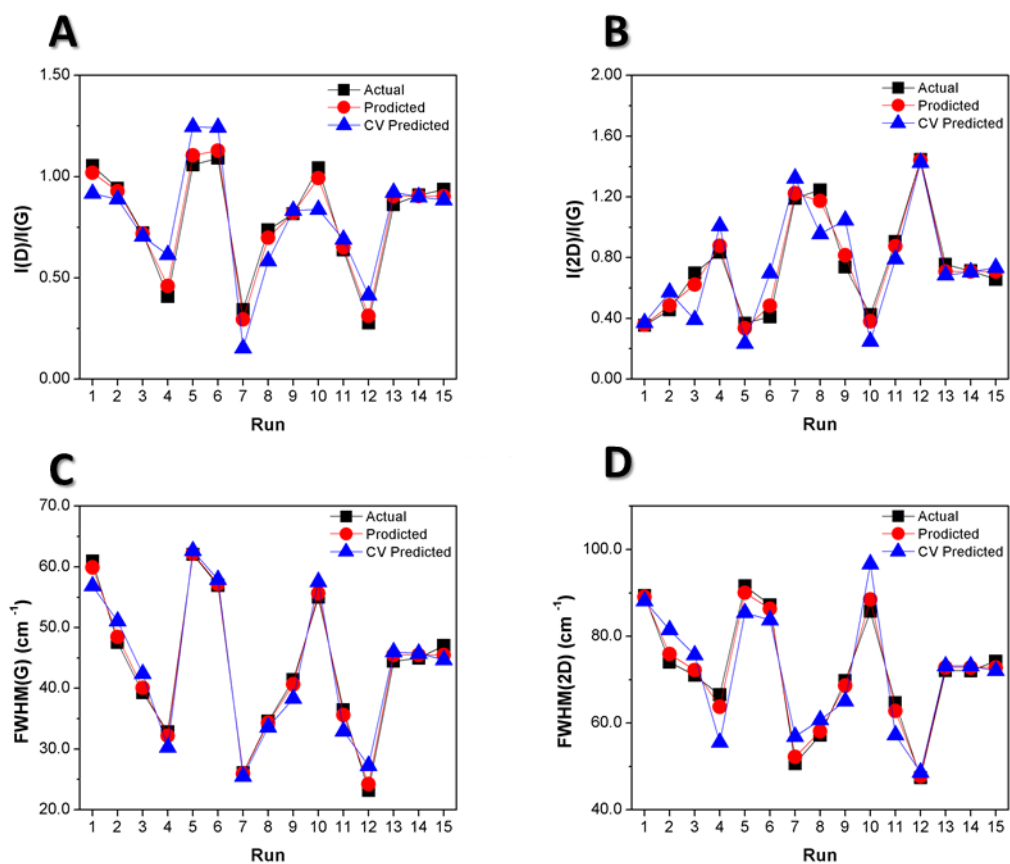 A
1.50
1.00
0.50
0.00
I(D)/I(G)
Actual
Prodicted
CV Predicted
1 2 3 4 5 6 7 8 9 10 11 12 13 14 15
Run
B
2.00
1.60
1.20
0.80
0.40
0.00
I(2D)/I(G)
Actual
Prodicted
CV Predicted
1 2 3 4 5 6 7 8 9 10 11 12 13 14 15
Run
C
70.0
60.0
50.0
40.0
30.0
20.0
FWHM(G) (cm⁻¹)
Actual
Prodicted
CV Predicted
1 2 3 4 5 6 7 8 9 10 11 12 13 14 15
Run
D
100.0
80.0
60.0
40.0
FWHM(2D) (cm⁻¹)
Actual
Prodicted
CV Predicted
1 2 3 4 5 6 7 8 9 10 11 12 13 14 15
Run